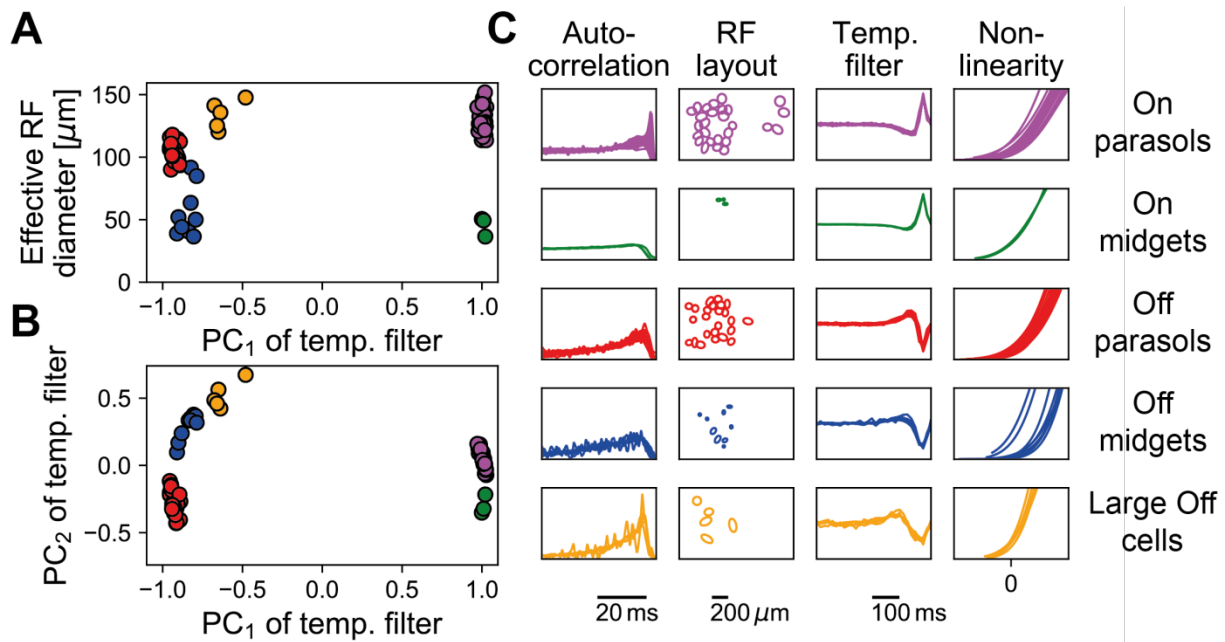 A
Effective RF
diameter [µm]
150
100
50
0
−1.0 −0.5 0.0 0.5 1.0
PC1 of temp. filter
B
PC2 of temp. filter
0.5
0.0
−0.5
−1.0 −0.5 0.0 0.5 1.0
PC1 of temp. filter
C
Auto-
correlation
RF
layout
Temp.
filter
Non-
linearity
On
parasols
On
midgets
Off
parasols
Off
midgets
Large Off
cells
0
20 ms
200 µm
100 ms